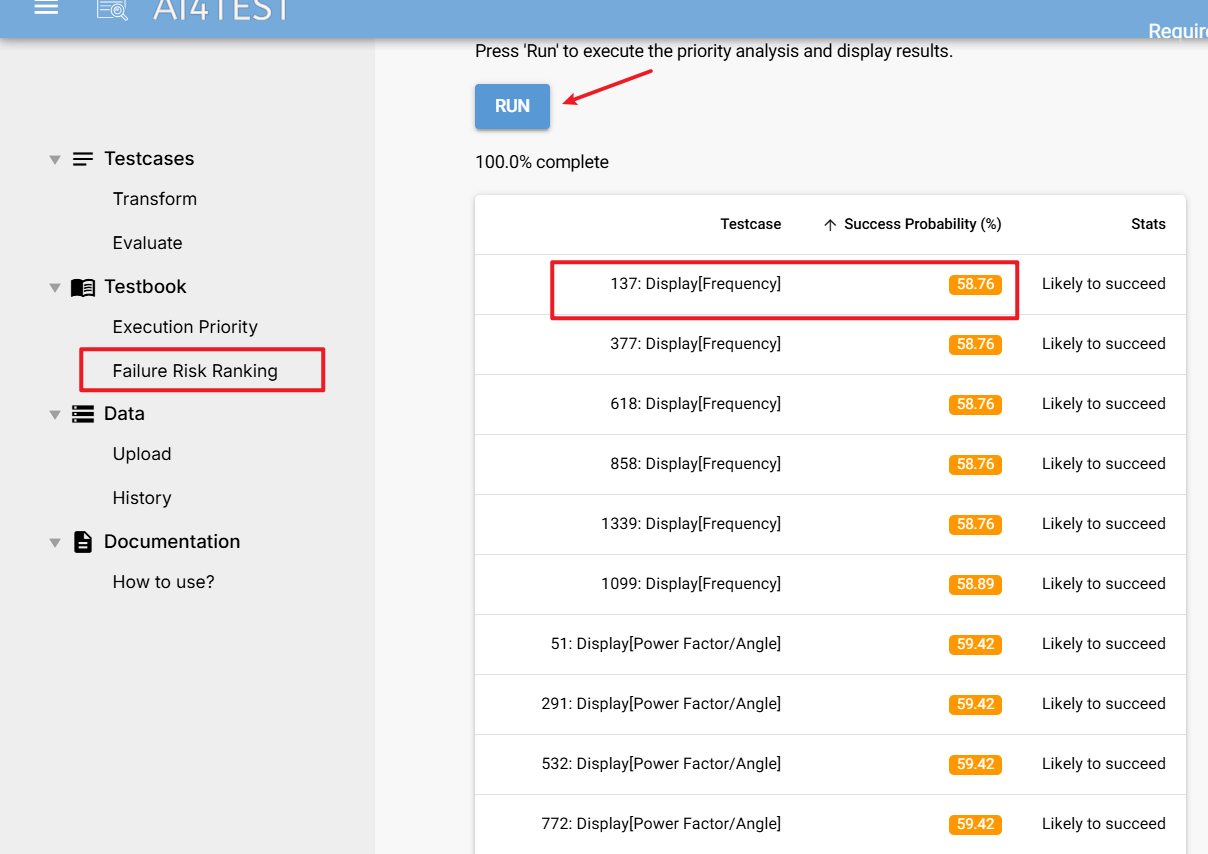 AI4TEST
Press 'Run' to execute the priority analysis and display results.
RUN
100.0% complete
Testcases
Transform
Evaluate
Testbook
Execution Priority
Failure Risk Ranking
Data
Upload
History
Documentation
How to use?
Testcase Success Probability (%) Stats
137: Display[Frequency] 58.76 Likely to succeed
377: Display[Frequency] 58.76 Likely to succeed
618: Display[Frequency] 58.76 Likely to succeed
858: Display[Frequency] 58.76 Likely to succeed
1339: Display[Frequency] 58.76 Likely to succeed
1099: Display[Frequency] 58.89 Likely to succeed
51: Display[Power Factor/Angle] 59.42 Likely to succeed
291: Display[Power Factor/Angle] 59.42 Likely to succeed
532: Display[Power Factor/Angle] 59.42 Likely to succeed
772: Display[Power Factor/Angle] 59.42 Likely to succeed